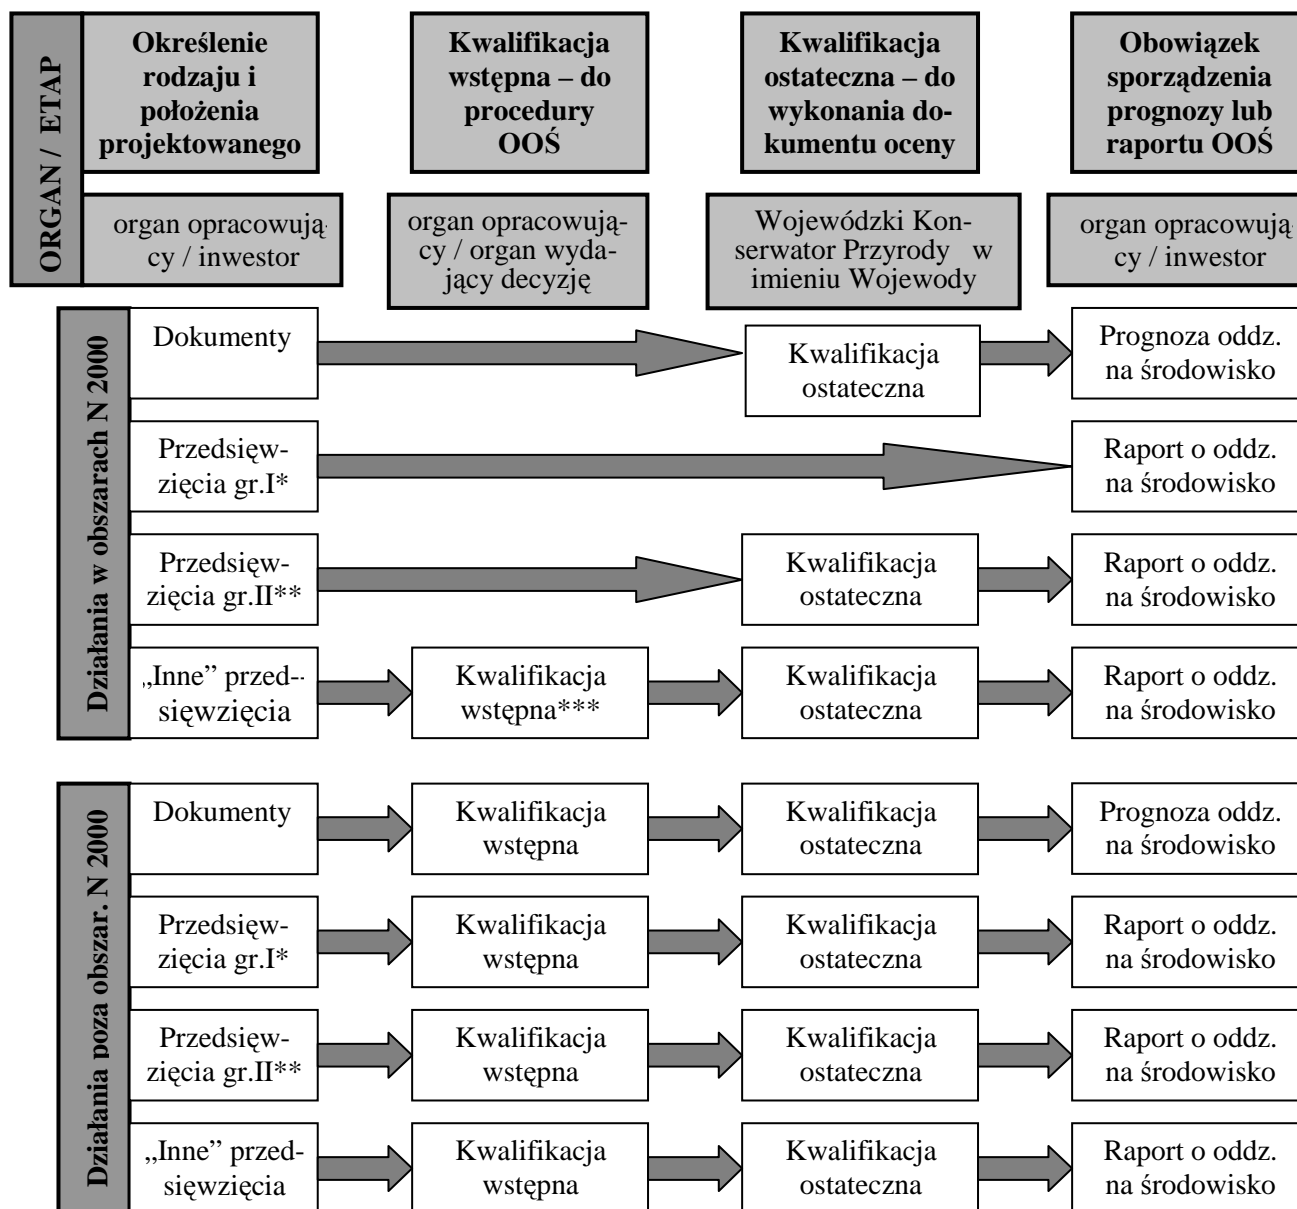 ORGAN / ETAP
Określenie
rodzaju i
położenia
projektowanego
Kwalifikacja
wstępna – do
procedury
OOŚ
Kwalifikacja
ostateczna – do
wykonania do-
kumentu oceny
Obowiązek
sporządzenia
prognozy lub
raportu OOŚ
organ opracowują-
cy / inwestor
organ opracowują-
cy / organ wyda-
jący decyzję
Wojewódzki Kon-
serwator Przyrody w
imieniu Wojewody
organ opracowują
cy / inwestor
Działania w obszarach N 2000
Dokumenty
Kwalifikacja
ostateczna
Prognoza oddz.
na środowisko
Przedsięw-
zięcia gr.I*
Raport o oddz.
na środowisko
Przedsięw-
zięcia gr.II**
Kwalifikacja
ostateczna
Raport o oddz.
na środowisko
„Inne” przed-
sięwzięcia
Kwalifikacja
wstępna***
Kwalifikacja
ostateczna
Raport o oddz.
na środowisko
Działania poza obszar. N 2000
Dokumenty
Kwalifikacja
wstępna
Kwalifikacja
ostateczna
Prognoza oddz.
na środowisko
Przedsięw-
zięcia gr.I*
Kwalifikacja
wstępna
Kwalifikacja
ostateczna
Raport o oddz.
na środowisko
Przedsięw-
zięcia gr.II**
Kwalifikacja
wstępna
Kwalifikacja
ostateczna
Raport o oddz.
na środowisko
„Inne” przed-
sięwzięcia
Kwalifikacja
wstępna
Kwalifikacja
ostateczna
Raport o oddz.
na środowisko